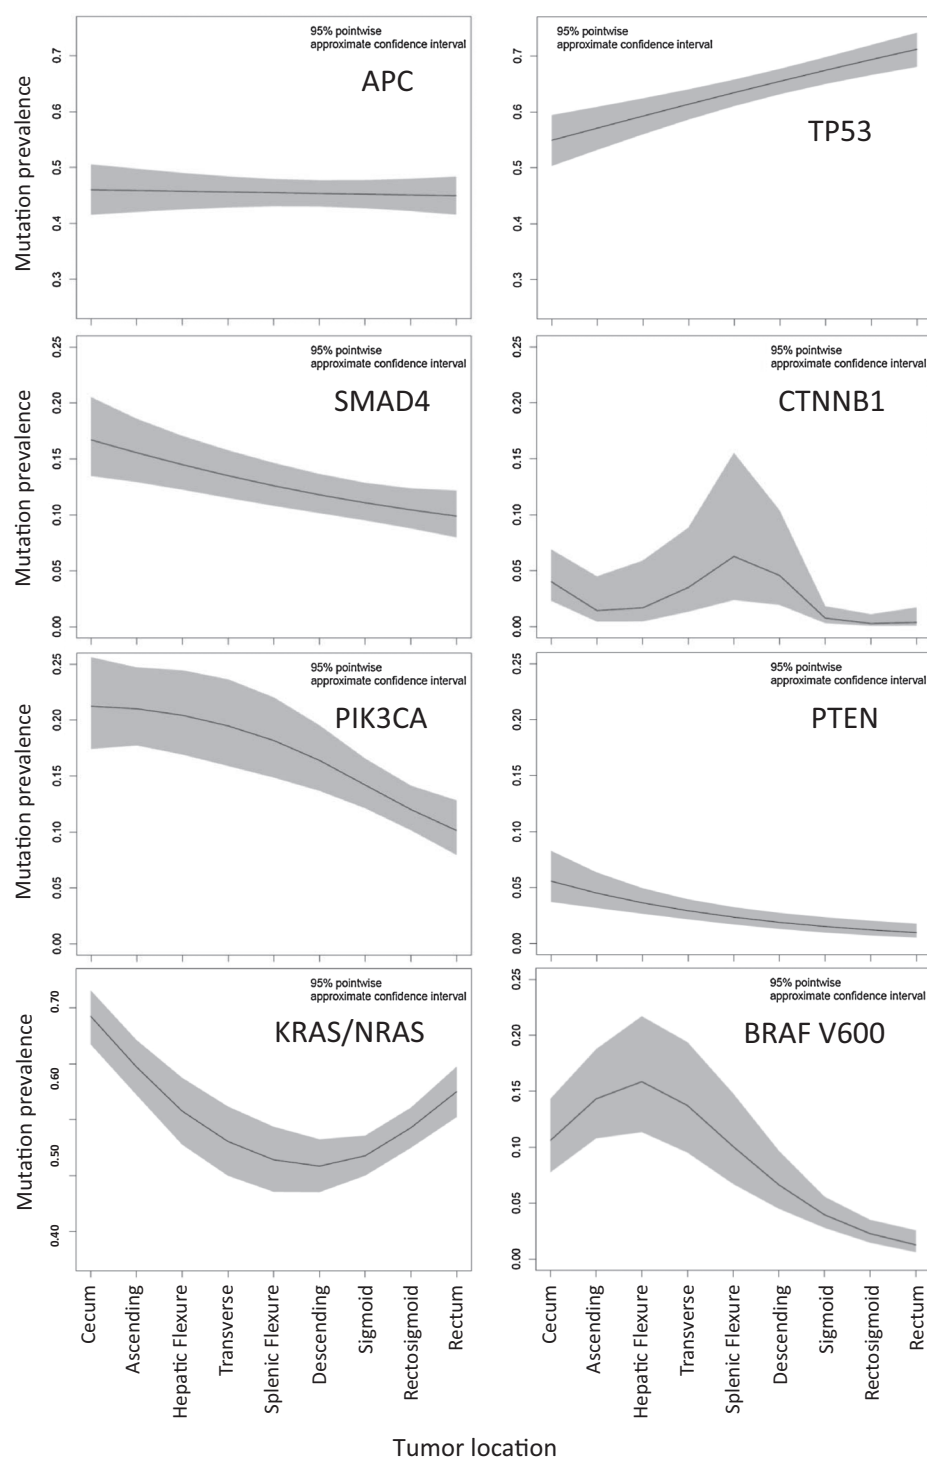 95% pointwise
approximate confidence interval
APC
Mutation prevalence
0.7
0.6
0.5
0.4
0.3
95% pointwise
approximate confidence interval
TP53
0.7
0.6
0.5
0.4
0.3
95% pointwise
approximate confidence interval
SMAD4
Mutation prevalence
0.25
0.20
0.15
0.10
0.05
0.00
95% pointwise
approximate confidence interval
CTNNB1
0.25
0.20
0.15
0.10
0.05
0.00
95% pointwise
approximate confidence interval
PIK3CA
Mutation prevalence
0.25
0.20
0.15
0.10
0.05
0.00
95% pointwise
approximate confidence interval
PTEN
0.25
0.20
0.15
0.10
0.05
0.00
95% pointwise
approximate confidence interval
KRAS/NRAS
Mutation prevalence
0.70
0.60
0.50
0.40
95% pointwise
approximate confidence interval
BRAF V600
0.25
0.20
0.15
0.10
0.05
0.00
Cecum
Ascending
Hepatic Flexure
Transverse
Splenic Flexure
Descending
Sigmoid
Rectosigmoid
Rectum
Cecum
Ascending
Hepatic Flexure
Transverse
Splenic Flexure
Descending
Sigmoid
Rectosigmoid
Rectum
Tumor location